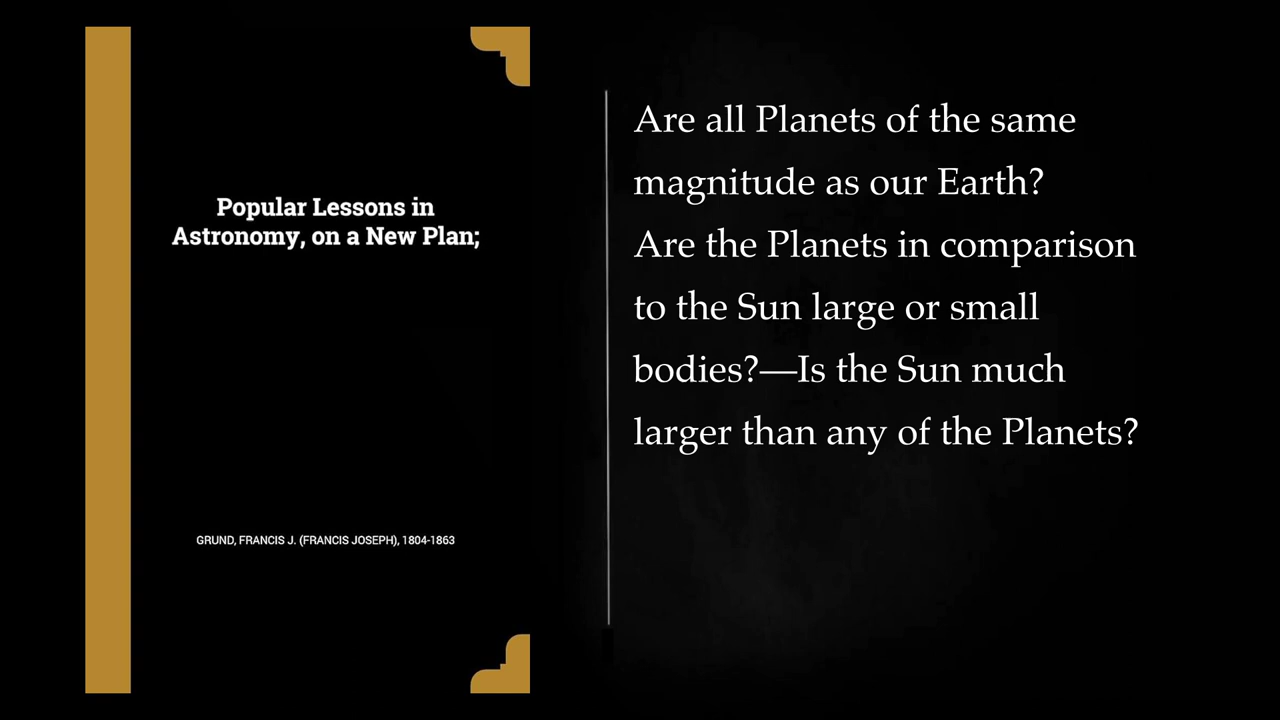 Popular Lessons in
Astronomy, on a New Plan;
GRUND, FRANCIS J. (FRANCIS JOSEPH), 1804-1863
Are all Planets of the same
magnitude as our Earth?
Are the Planets in comparison
to the Sun large or small
bodies?—Is the Sun much
larger than any of the Planets?